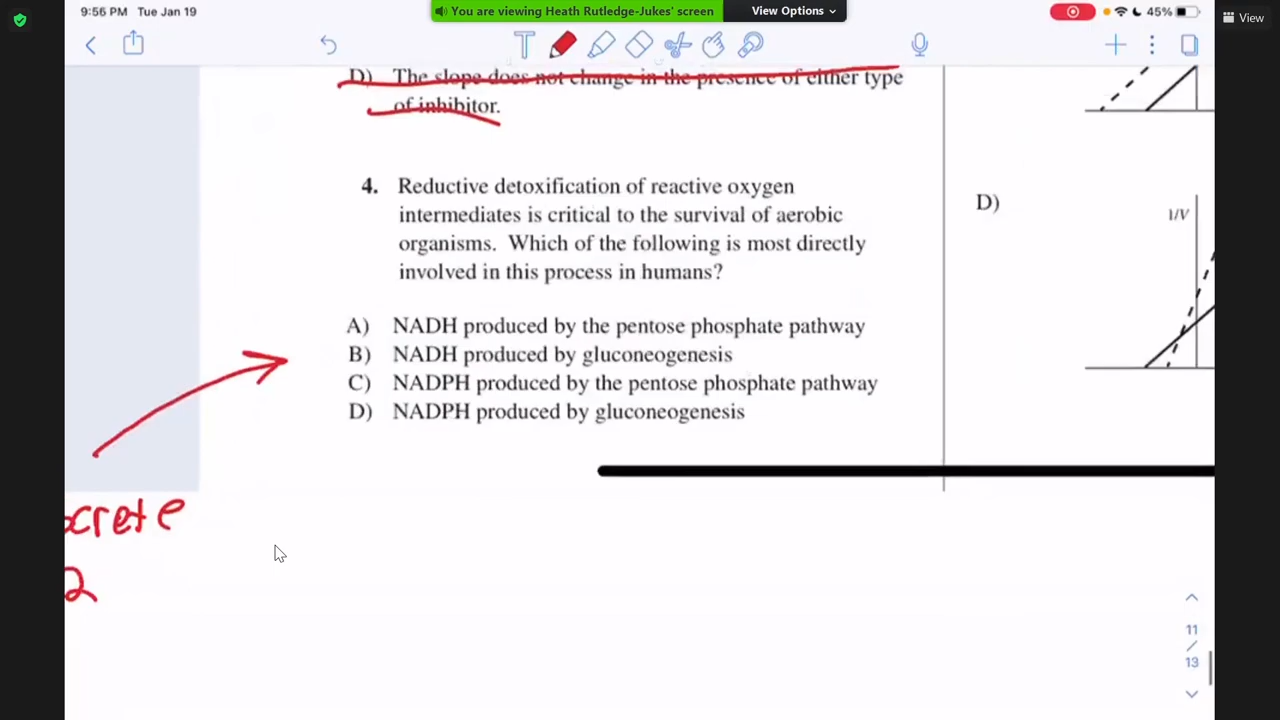 9:56 PM Tue Jan 19
You are viewing Heath Rutledge-Jukes' screen
View Options
45%
View
D) The slope does not change in the presence of either type
of inhibitor.
4. Reductive detoxification of reactive oxygen
intermediates is critical to the survival of aerobic
organisms. Which of the following is most directly
involved in this process in humans?
A) NADH produced by the pentose phosphate pathway
B) NADH produced by gluconeogenesis
C) NADPH produced by the pentose phosphate pathway
D) NADPH produced by gluconeogenesis
D)
1/V
crete
2
11
/
13